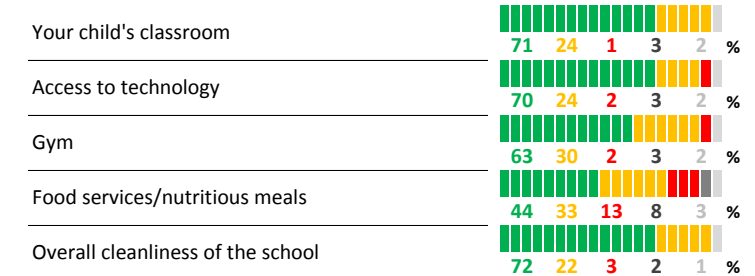 Your child's classroom
71 24 1 3 2 %
Access to technology
70 24 2 3 2 %
Gym
63 30 2 3 2 %
Food services/nutritious meals
44 33 13 8 3 %
Overall cleanliness of the school
72 22 3 2 1 %